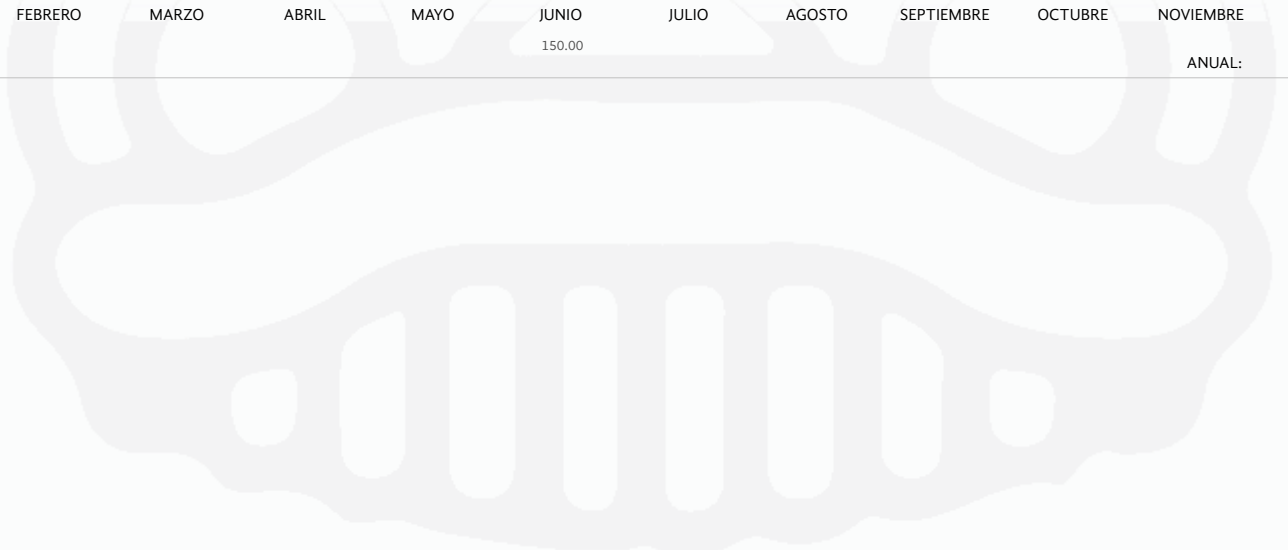 FEBRERO MARZO ABRIL MAYO JUNIO JULIO AGOSTO SEPTIEMBRE OCTUBRE NOVIEMBRE
150.00
ANUAL: